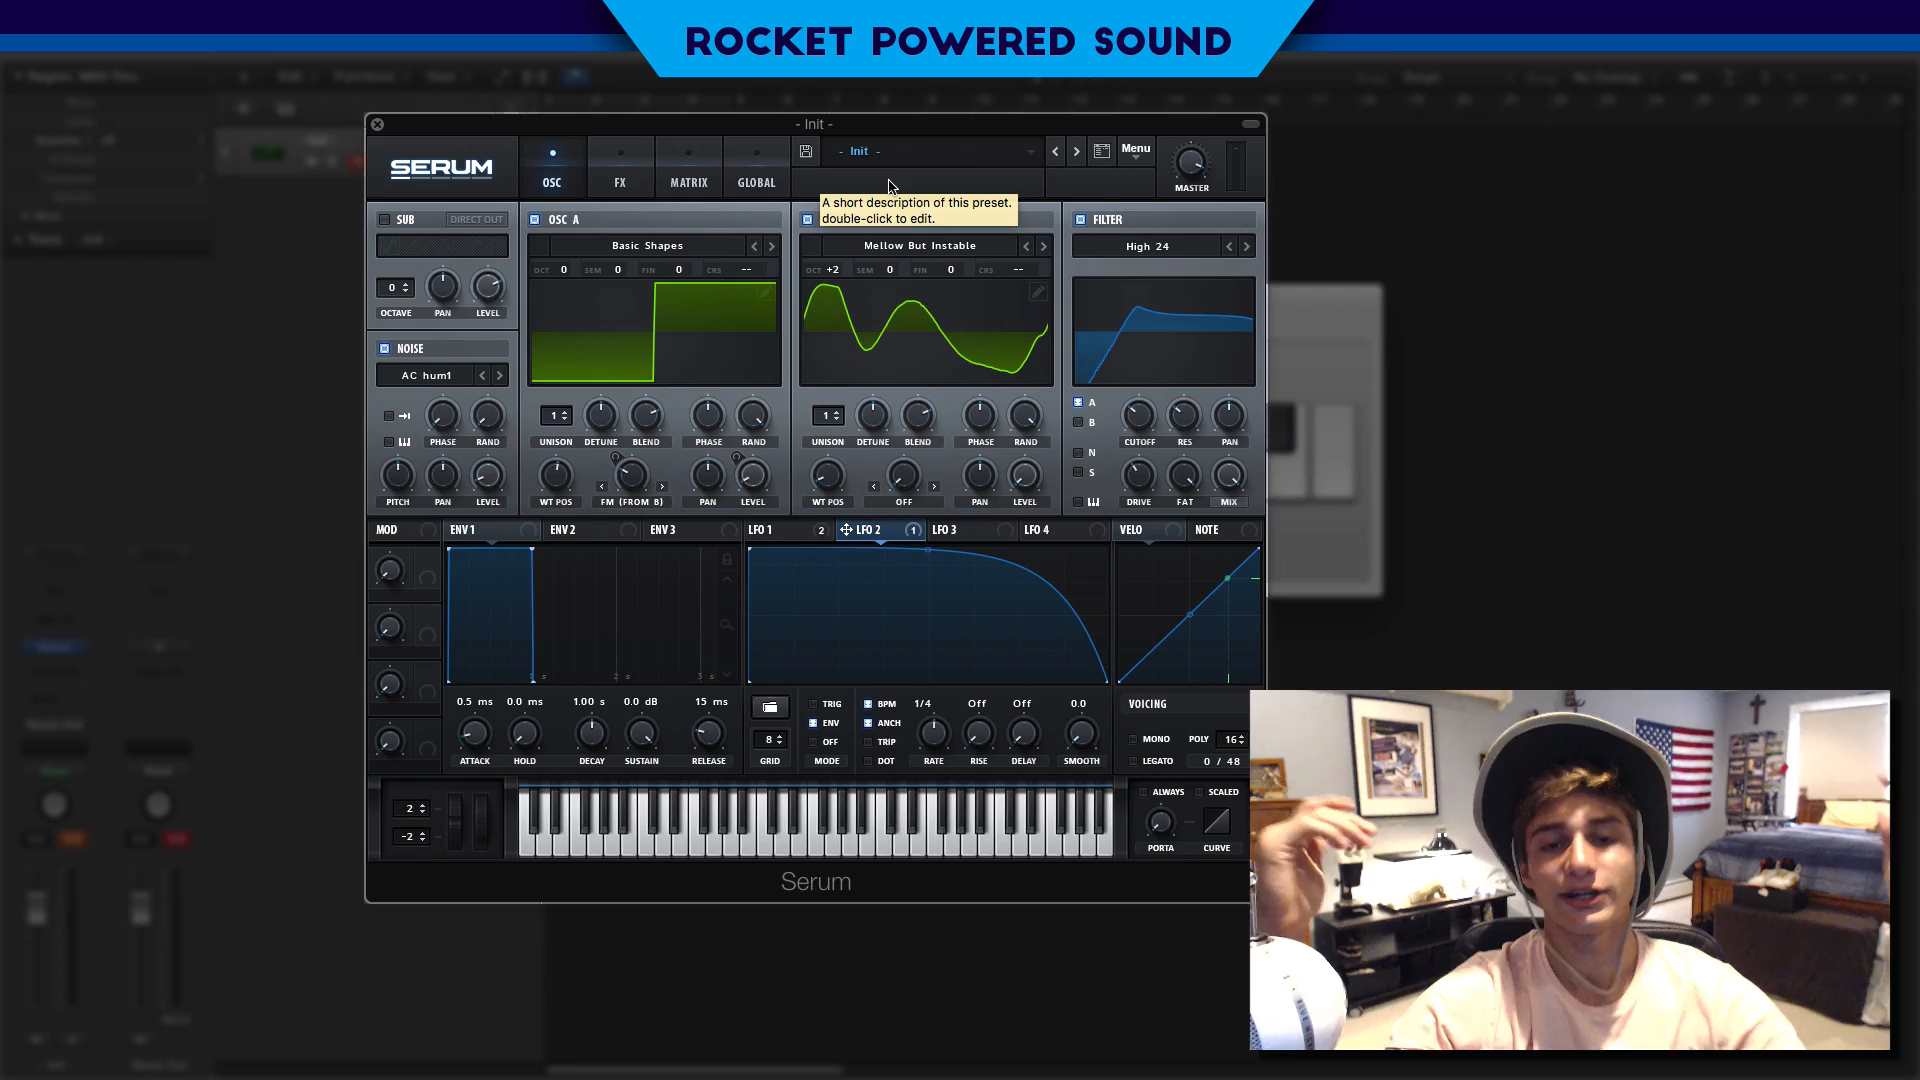 ROCKET POWERED SOUND
- Init -
SERUM
OSC
FX
MATRIX
GLOBAL
- Init -
Menu
MASTER
A short description of this preset.
double-click to edit.
SUB
DIRECT OUT
OCTAVE
0
PAN
LEVEL
NOISE
AC hum1
PHASE
RAND
PITCH
PAN
LEVEL
OSC A
Basic Shapes
OCT 0 SEM 0 FIN 0 CRS --
1
UNISON DETUNE BLEND PHASE RAND
WT POS FM (FROM B) PAN LEVEL
Mellow But Instable
OCT +2 SEM 0 FIN 0 CRS --
1
UNISON DETUNE BLEND PHASE RAND
WT POS OFF PAN LEVEL
FILTER
High 24
A
B
N
S
CUTOFF RES PAN
DRIVE FAT MIX
MOD
ENV 1
ENV 2
ENV 3
LFO 1 2
LFO 2 1
LFO 3
LFO 4
VELO
NOTE
1 s 2 s 3 s
0.5 ms 0.0 ms 1.00 s 0.0 dB 15 ms
ATTACK HOLD DECAY SUSTAIN RELEASE
8
GRID
TRIG
ENV
OFF
MODE
BPM
ANCH
TRIP
DOT
1/4 Off Off 0.0
RATE RISE DELAY SMOOTH
VOICING
MONO POLY 16
LEGATO 0 / 48
2
-2
ALWAYS SCALED
PORTA CURVE
Serum